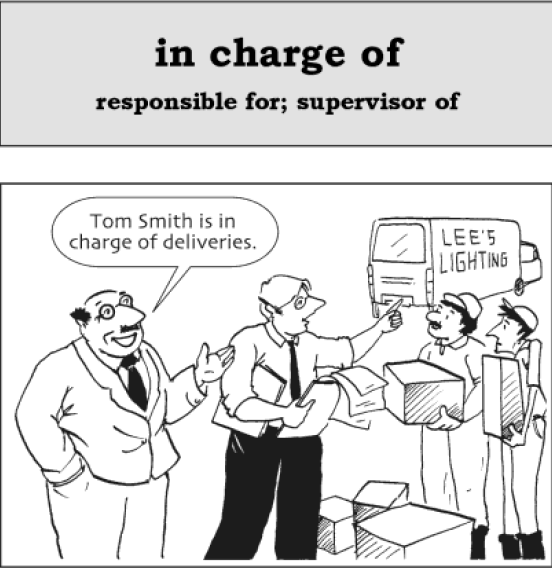 in charge of
responsible for; supervisor of
Tom Smith is in
charge of deliveries.
LEE'S
LIGHTING